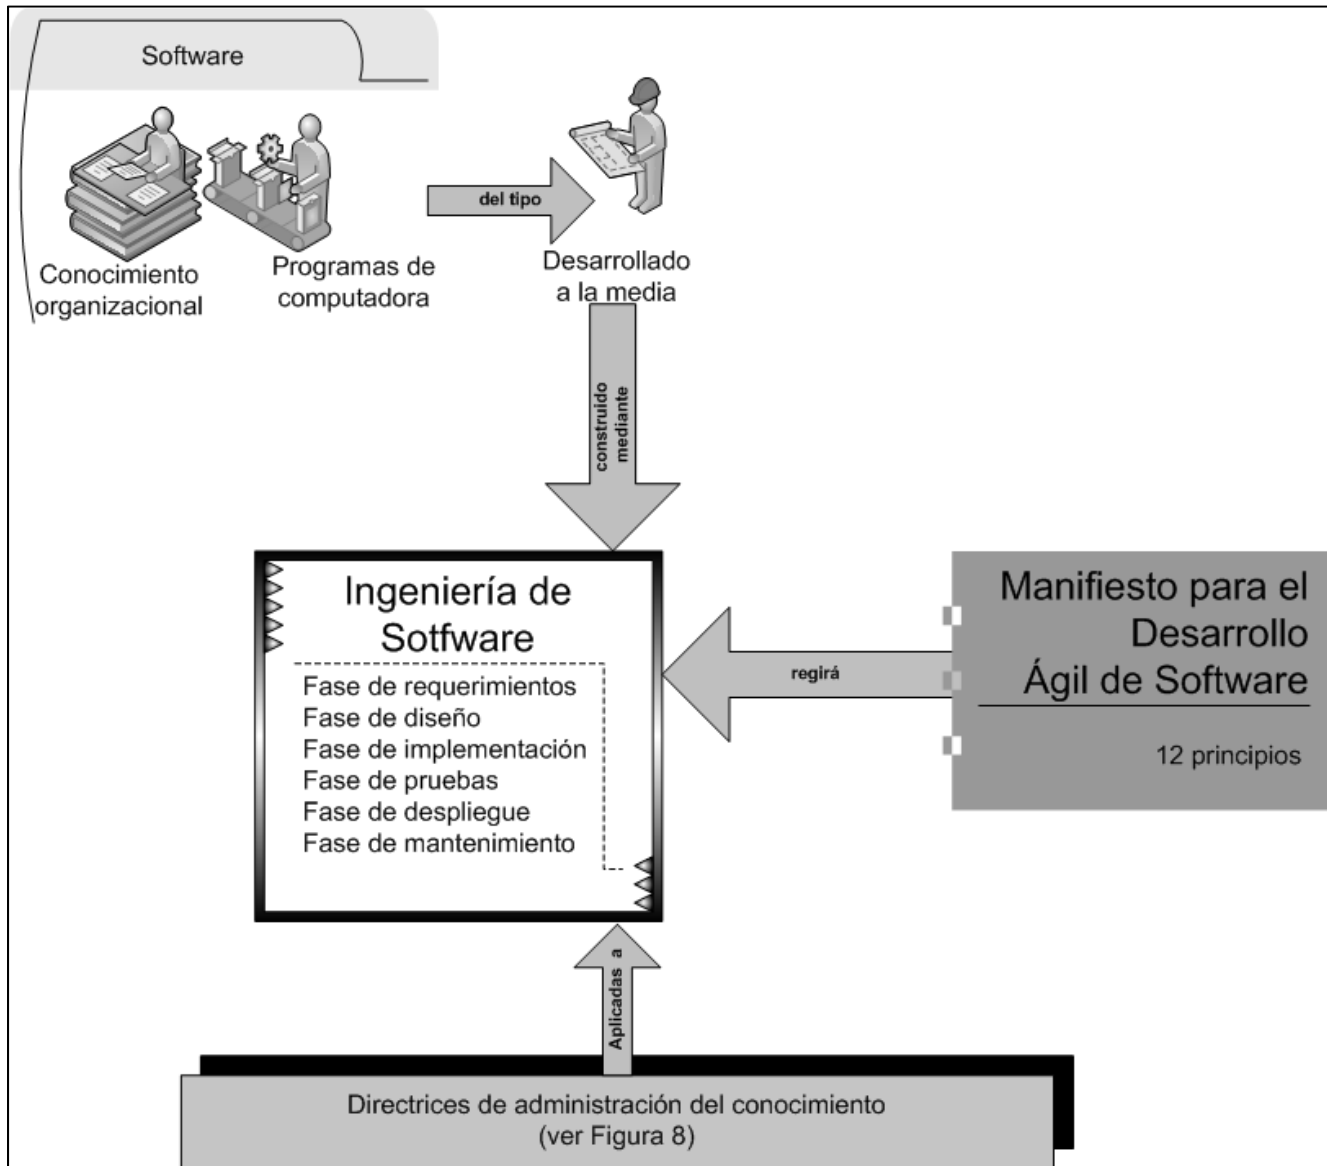 Software
Conocimiento
organizacional
Programas de
computadora
del tipo
Desarrollado
a la media
construido
mediante
Ingeniería de
Sotfware
Fase de requerimientos
Fase de diseño
Fase de implementación
Fase de pruebas
Fase de despliegue
Fase de mantenimiento
regirá
Manifiesto para el
Desarrollo
Ágil de Software
12 principios
Aplicadas a
Directrices de administración del conocimiento
(ver Figura 8)